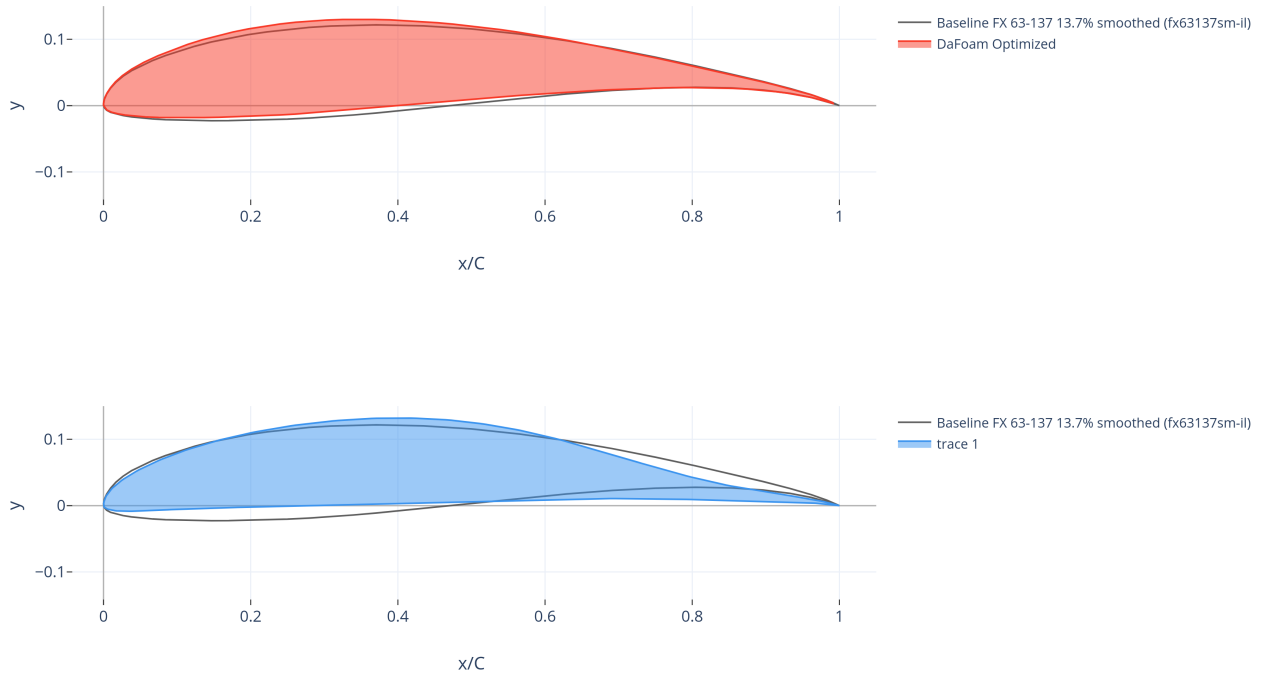 0.1
0
−0.1
y
0
0.2
0.4
0.6
0.8
1
x/C
Baseline FX 63-137 13.7% smoothed (fx63137sm-il)
DaFoam Optimized
0.1
0
−0.1
y
0
0.2
0.4
0.6
0.8
1
x/C
Baseline FX 63-137 13.7% smoothed (fx63137sm-il)
trace 1